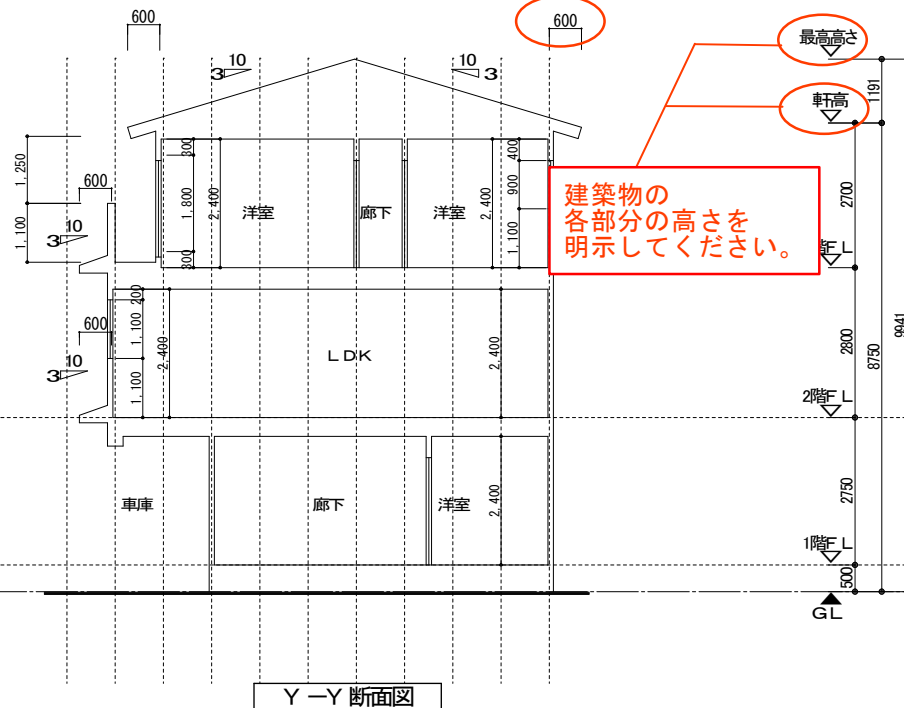 600
600
最高高さ
10
3
10
3
1191
軒高
1,250
300
400
600
1,800
2,400
洋室
廊下
洋室
2,400
900
建築物の
各部分の高さを
明示してください。
2700
1,100
10
3
300
1,100
階FL
200
600
1,100
2,400
LDK
2,400
2800
8750
9941
10
3
1,100
2階FL
車庫
廊下
洋室
2,400
2750
1階FL
500
GL
Y－Y断面図